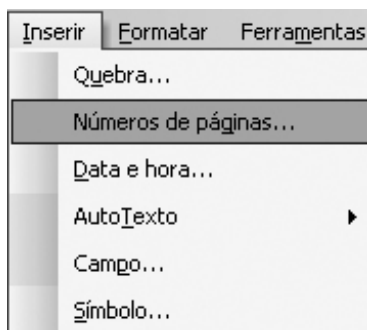 Inserir Formatar Ferramentas
Quebra...
Números de páginas...
Data e hora...
AutoTexto
Campo...
Símbolo...